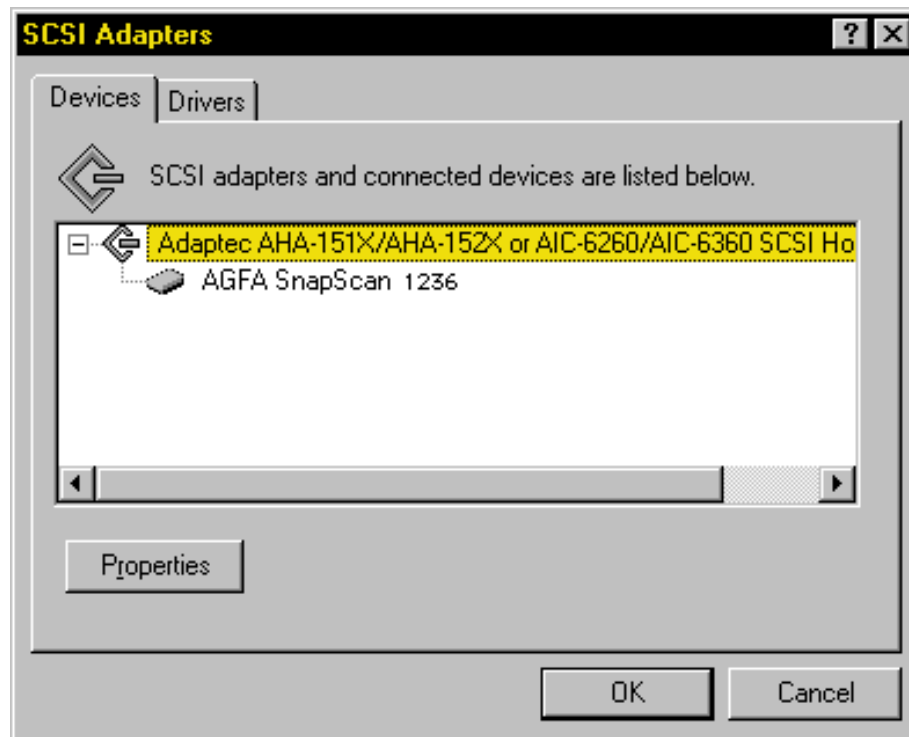 SCSI Adapters
Devices
Drivers
SCSI adapters and connected devices are listed below.
Adaptec AHA-151X/AHA-152X or AIC-6260/AIC-6360 SCSI Ho
AGFA SnapScan 1236
Properties
OK
Cancel